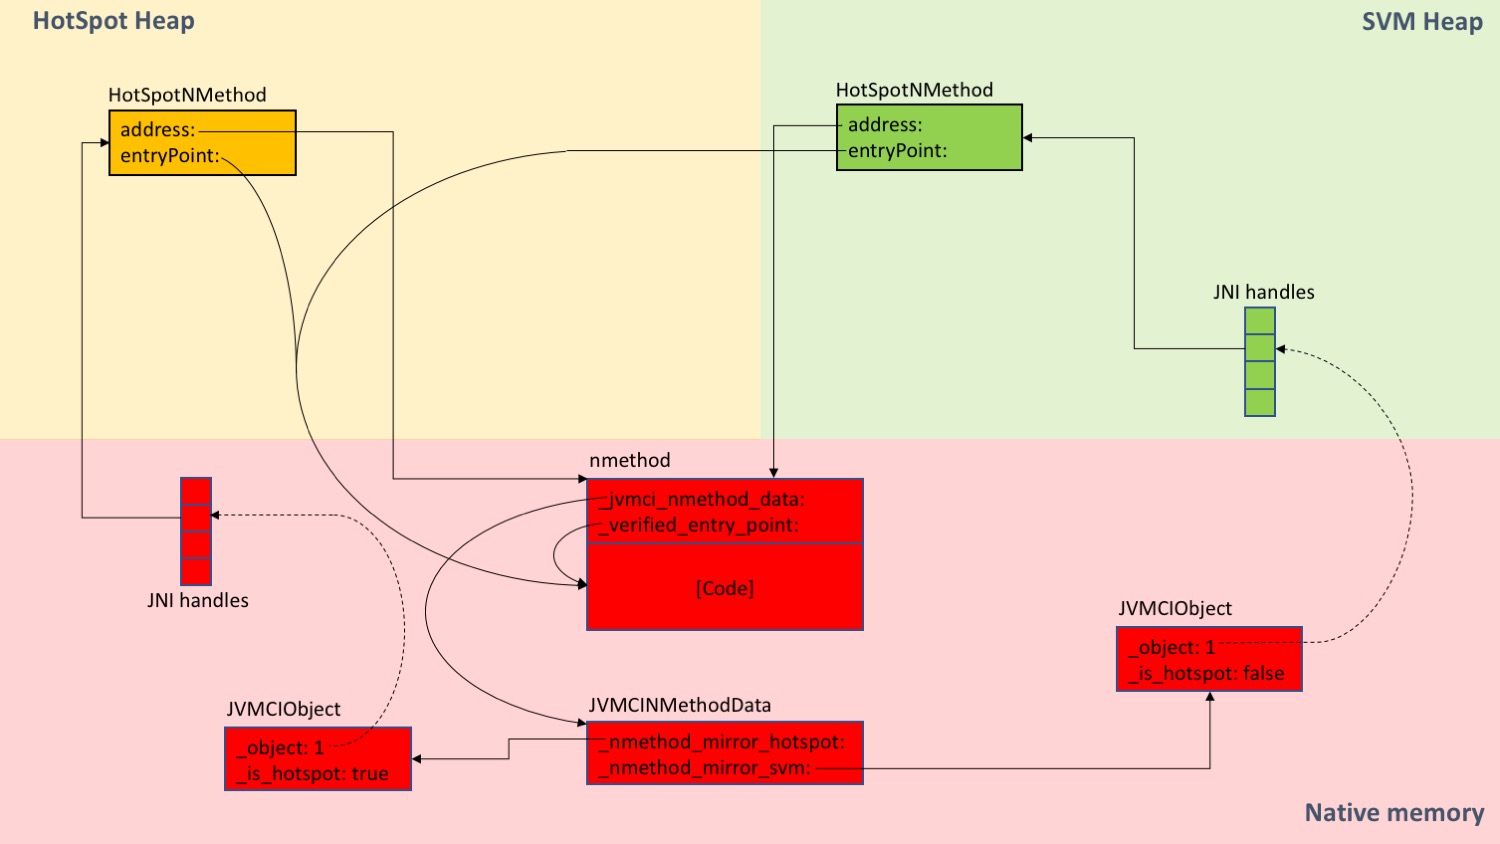 HotSpot Heap
SVM Heap
HotSpotNMethod
address:
entryPoint:
HotSpotNMethod
address:
entryPoint:
JNI handles
nmethod
_jvmci_nmethod_data:
_verified_entry_point:
[Code]
JNI handles
JVMCIObject
_object: 1
_is_hotspot: false
JVMCIObject
_object: 1
_is_hotspot: true
JVMCINMethodData
_nmethod_mirror_hotspot:
_nmethod_mirror_svm:
Native memory